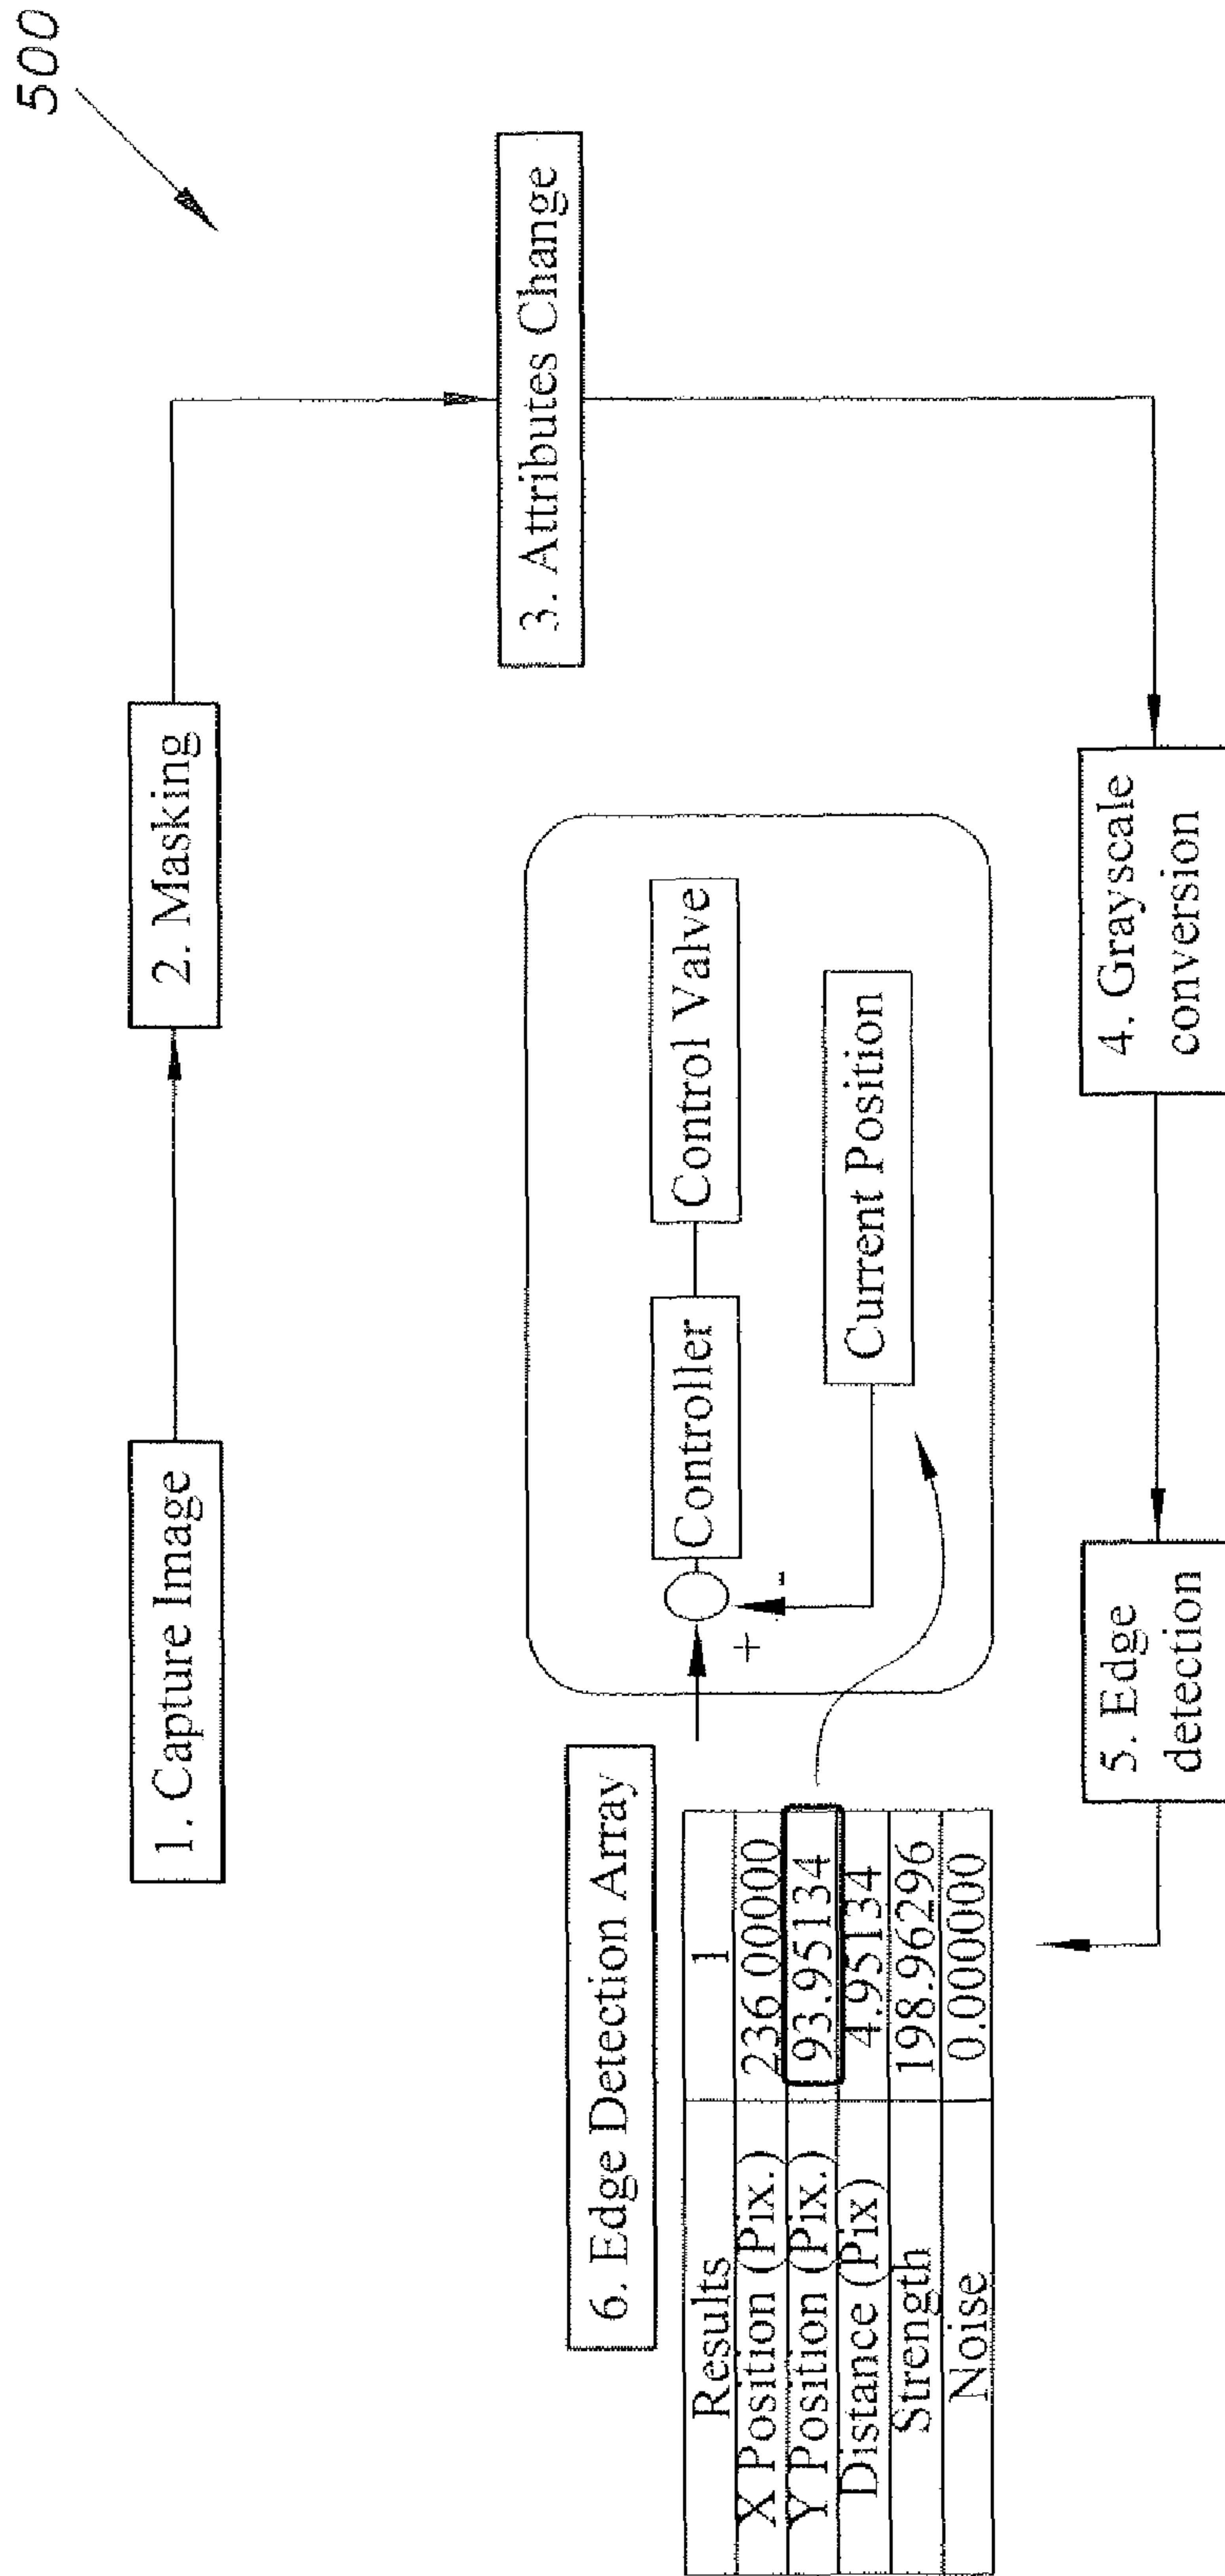 500
1. Capture Image
2. Masking
3. Attributes Change
6. Edge Detection Array
Results 1
X Position (Pix.) 236 00000
Y Position (Pix.) 93.95134
Distance (Pix) 4.95134
Strength 198.96296
Noise 0.000000
+
-
Controller
Control Valve
Current Position
5. Edge
detection
4. Grayscale
conversion